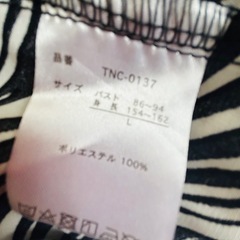 品番 TNC-0137
サイズ バスト 86-94
身長 154-162
L
ポリエステル 100%